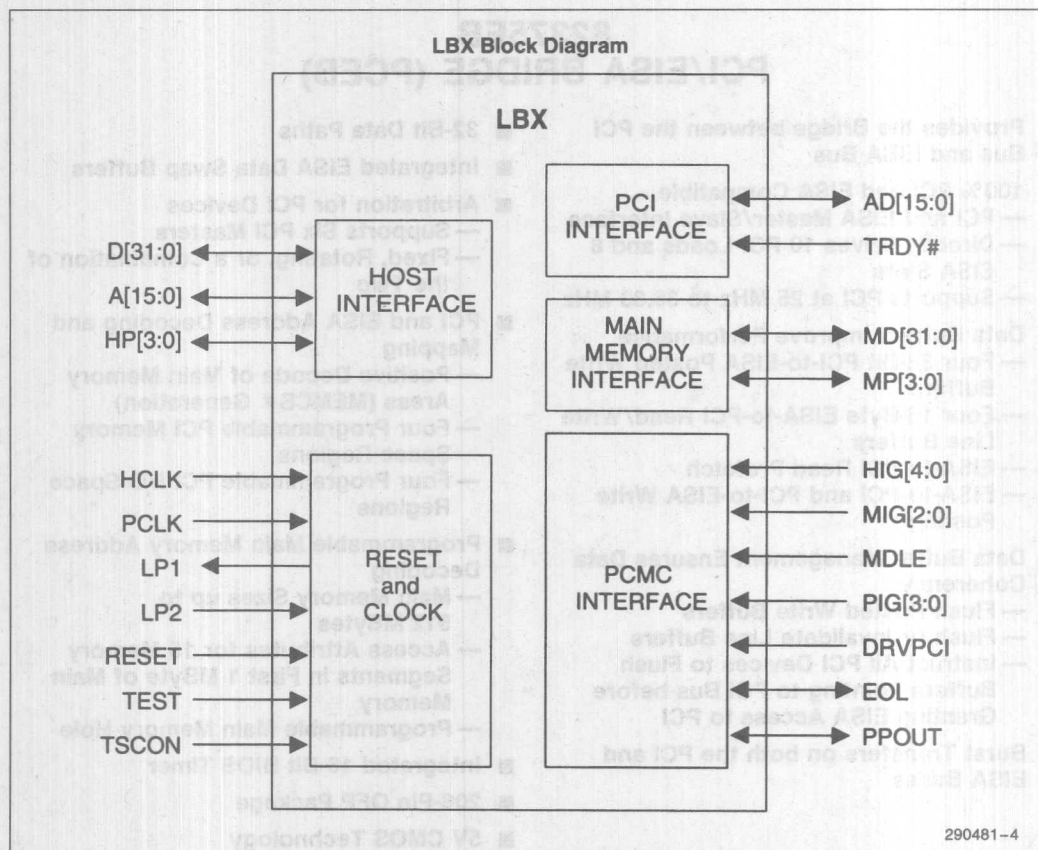 LBX Block Diagram
LBX
D[31:0]
A[15:0]
HP[3:0]
HOST
INTERFACE
PCI
INTERFACE
AD[15:0]
TRDY#
MAIN
MEMORY
INTERFACE
MD[31:0]
MP[3:0]
HCLK
PCLK
LP1
LP2
RESET
TEST
TSCON
RESET
and
CLOCK
PCMC
INTERFACE
HIG[4:0]
MIG[2:0]
MDLE
PIG[3:0]
DRVPCI
EOL
PPOUT
290481–4